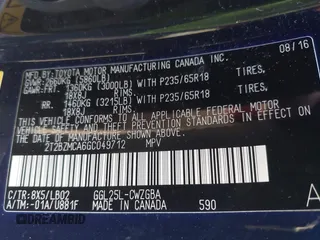 MFD. BY: TOYOTA MOTOR MANUFACTURING CANADA INC. 08/16
GVWR: 2660KG (5860LB)
GAWR: FRT. 1360KG (3000LB) WITH P235/65R18 TIRES,
18X8J RIMS
RR. 1460KG (3215LB) WITH P235/65R18 TIRES,
18X8J RIMS
THIS VEHICLE CONFORMS TO ALL APPLICABLE FEDERAL MOTOR
VEHICLE SAFETY AND THEFT PREVENTION STANDARDS IN EFFECT ON
THE DATE OF MANUFACTURE SHOWN ABOVE.
2T2BZMCA6GC049712 MPV
C/TR: 8X5/LB02 GGL25L-CWZGBA
A/TM: -01A/U881F MADE IN CANADA 590
DREAMBID